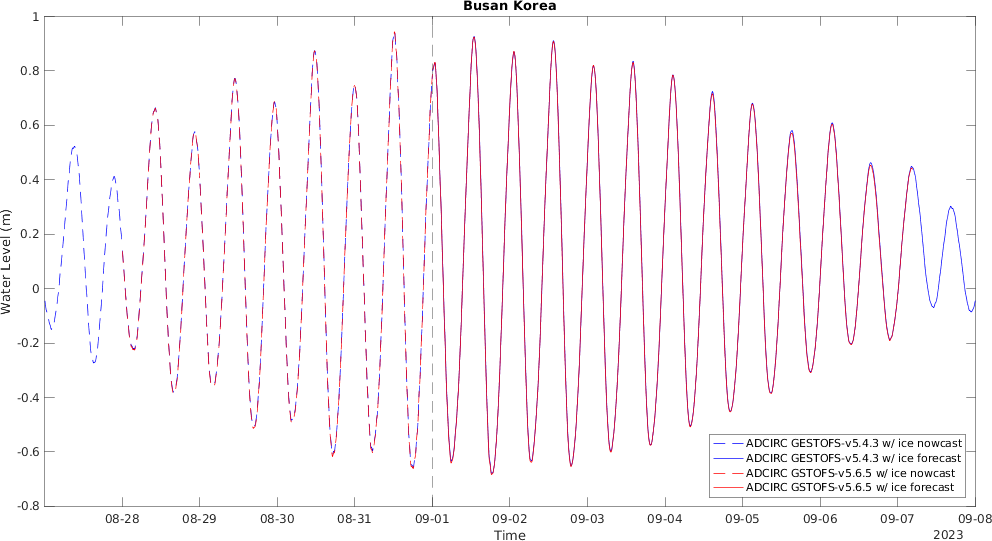 Busan Korea
1
0.8
0.6
0.4
0.2
0
-0.2
-0.4
-0.6
-0.8
Water Level (m)
ADCIRC GESTOFS-v5.4.3 w/ ice nowcast
ADCIRC GESTOFS-v5.4.3 w/ ice forecast
ADCIRC GSTOFS-v5.6.5 w/ ice nowcast
ADCIRC GSTOFS-v5.6.5 w/ ice forecast
08-28 08-29 08-30 08-31 09-01 09-02 09-03 09-04 09-05 09-06 09-07 09-08
Time
2023